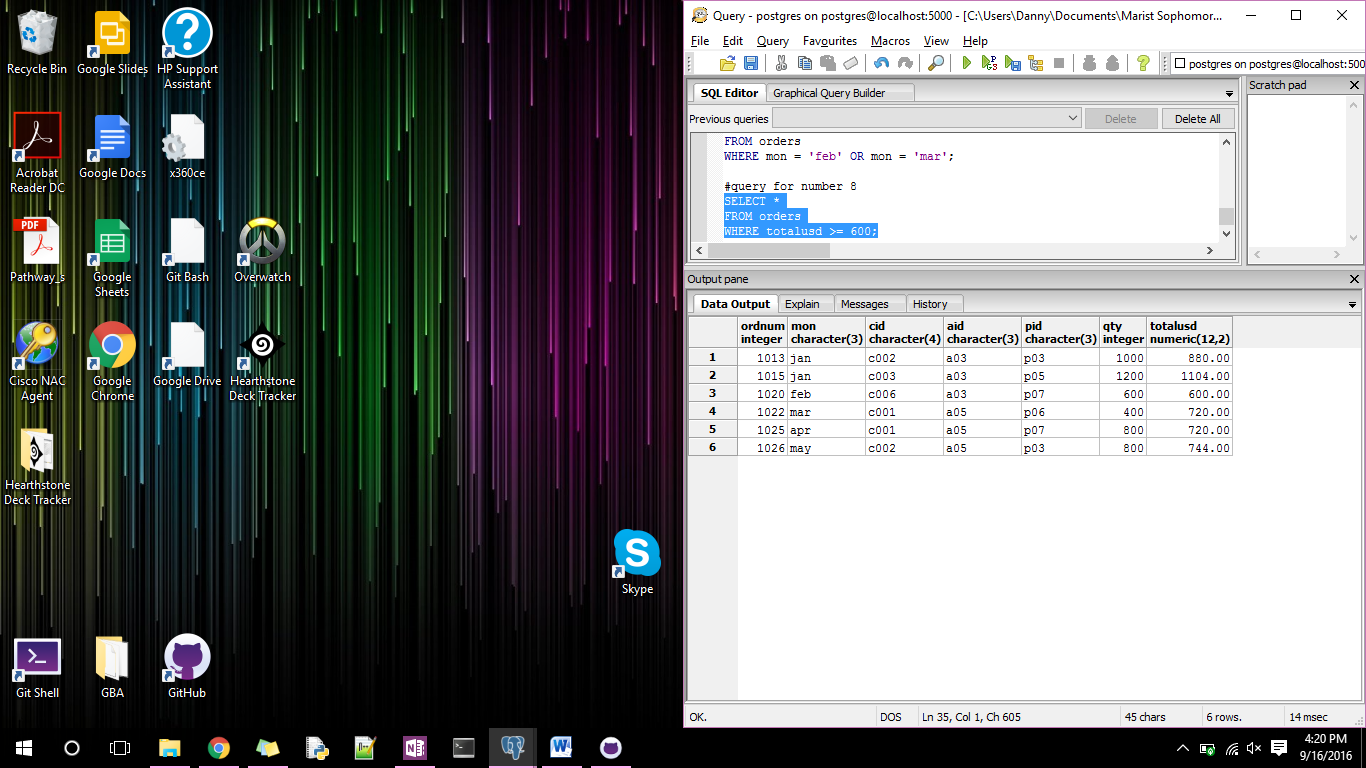 Recycle Bin
Google Slides
HP Support
Assistant
Acrobat
Reader DC
Google Docs
x360ce
PDF
Pathway_s
Google
Sheets
Git Bash
Overwatch
Cisco NAC
Agent
Google
Chrome
Google Drive
Hearthstone
Deck Tracker
Hearthstone
Deck Tracker
Skype
Git Shell
GBA
GitHub
Query - postgres on postgres@localhost:5000 - [C:\Users\Danny\Documents\Marist Sophomor...
File Edit Query Favourites Macros View Help
postgres on postgres@localhost:500
SQL Editor Graphical Query Builder
Scratch pad
Previous queries Delete Delete All
FROM orders
WHERE mon = 'feb' OR mon = 'mar';
#query for number 8
SELECT *
FROM orders
WHERE totalusd >= 600;
Output pane
Data Output Explain Messages History
ordnum mon cid aid pid qty totalusd
integer character(3) character(4) character(3) character(3) integer numeric(12,2)
1 1013 jan c002 a03 p03 1000 880.00
2 1015 jan c003 a03 p05 1200 1104.00
3 1020 feb c006 a03 p07 600 600.00
4 1022 mar c001 a05 p06 400 720.00
5 1025 apr c001 a05 p07 800 720.00
6 1026 may c002 a05 p03 800 744.00
OK. DOS Ln 35, Col 1, Ch 605 45 chars 6 rows. 14 msec
4:20 PM
9/16/2016